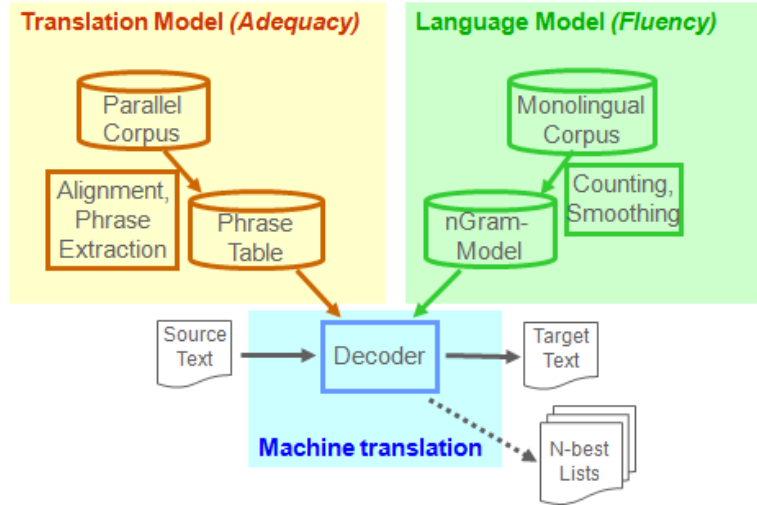 Translation Model (Adequacy)
Language Model (Fluency)
Parallel
Corpus
Monolingual
Corpus
Alignment,
Phrase
Extraction
Counting,
Smoothing
Phrase
Table
nGram-
Model
Source
Text
Decoder
Target
Text
Machine translation
N-best
Lists